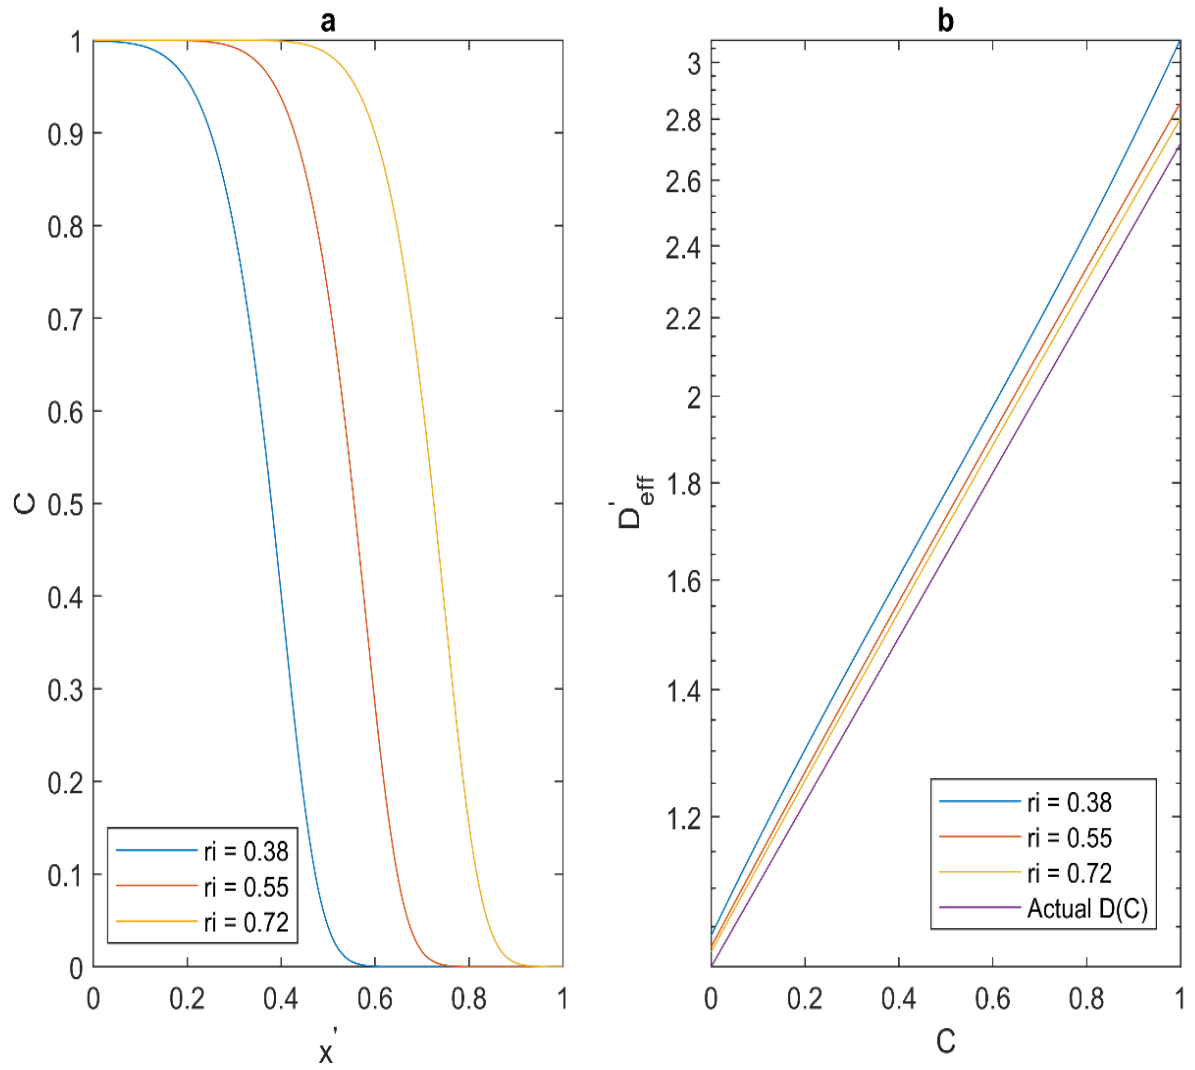 a
1
0.9
0.8
0.7
0.6
0.5
0.4
0.3
0.2
0.1
0
C
ri = 0.38
ri = 0.55
ri = 0.72
0 0.2 0.4 0.6 0.8 1
x'
b
3
2.8
2.6
2.4
2.2
2
1.8
1.6
1.4
1.2
D'eff
ri = 0.38
ri = 0.55
ri = 0.72
Actual D(C)
0 0.2 0.4 0.6 0.8 1
C